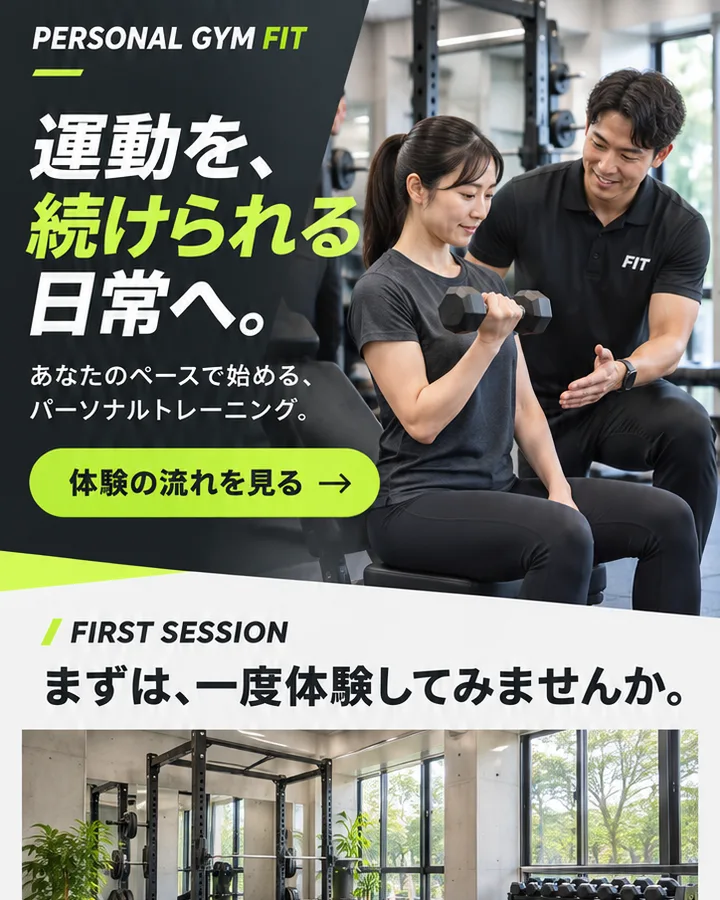 PERSONAL GYM FIT
運動を、
続けられる
日常へ。
あなたのペースで始める、
パーソナルトレーニング。
体験の流れを見る →
FIT
FIRST SESSION
まずは、一度体験してみませんか。